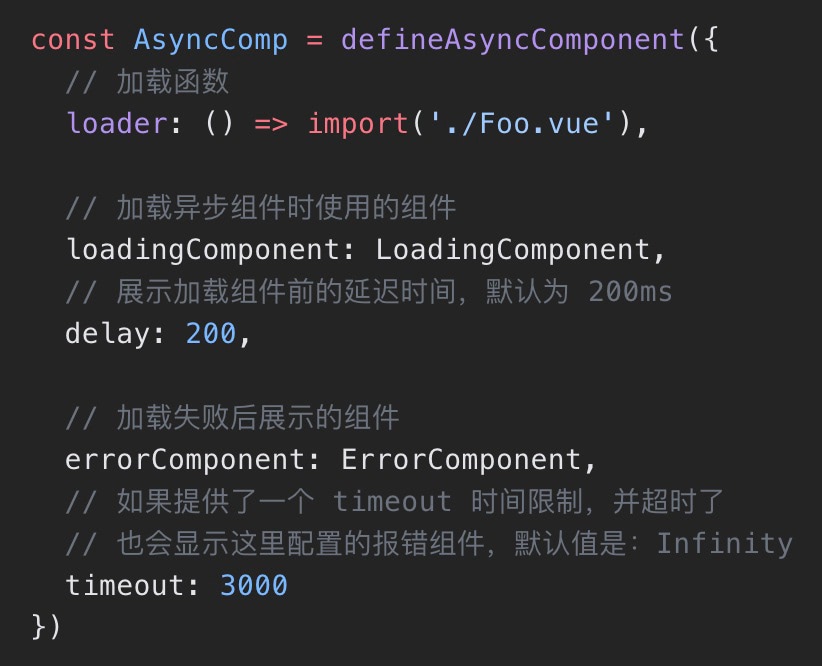 const AsyncComp = defineAsyncComponent({
  // 加载函数
  loader: () => import('./Foo.vue'),

  // 加载异步组件时使用的组件
  loadingComponent: LoadingComponent,
  // 展示加载组件前的延迟时间，默认为 200ms
  delay: 200,

  // 加载失败后展示的组件
  errorComponent: ErrorComponent,
  // 如果提供了一个 timeout 时间限制，并超时了
  // 也会显示这里配置的报错组件，默认值是：Infinity
  timeout: 3000
})